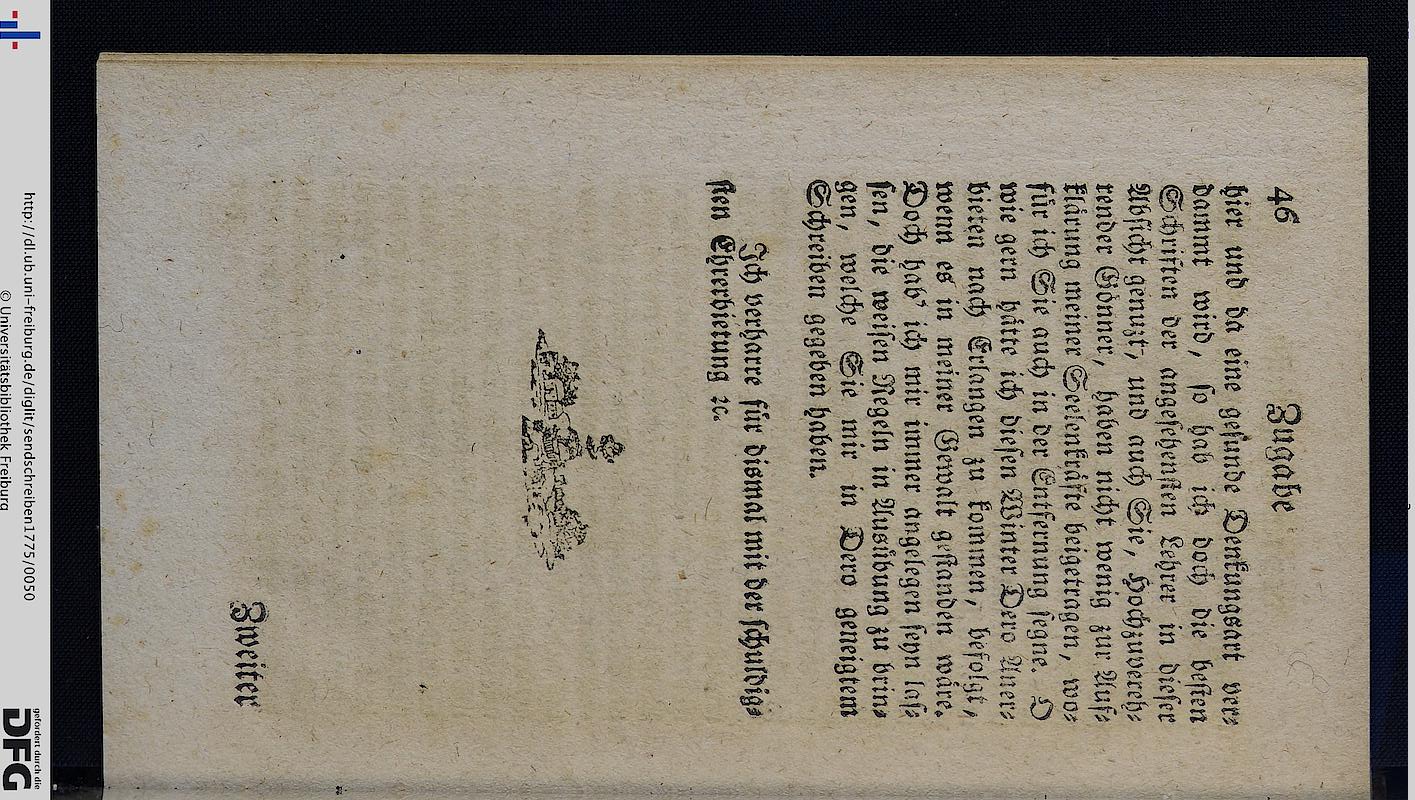 46 Zugabe
hier und da eine gesunde Denkungsart ver-
dammt wird, so hab ich doch die besten
Schriften der angesehensten Lehrer in dieser
Absicht genuzt, und auch Sie, Hochzuvereh-
render Gönner, haben nicht wenig zur Auf-
klärung meiner Seelenkräfte beigetragen, wo-
für ich Sie auch in der Entfernung segne. O
wie gern hätte ich diesen Winter Dero Aner-
bieten nach Erlangen zu kommen, befolgt,
wenn es in meiner Gewalt gestanden wäre.
Doch hab' ich mir immer angelegen seyn las-
sen, die weisen Regeln in Ausübung zu brin-
gen, welche Sie mir in Dero geneigtem
Schreiben gegeben haben.
Ich verharre für dismal mit der schuldig-
sten Ehrerbietung ꝛc.
Zweiter
http://dl.ub.uni-freiburg.de/diglit/sendschreiben1775/0050
© Universitätsbibliothek Freiburg
gefördert durch die
DFG